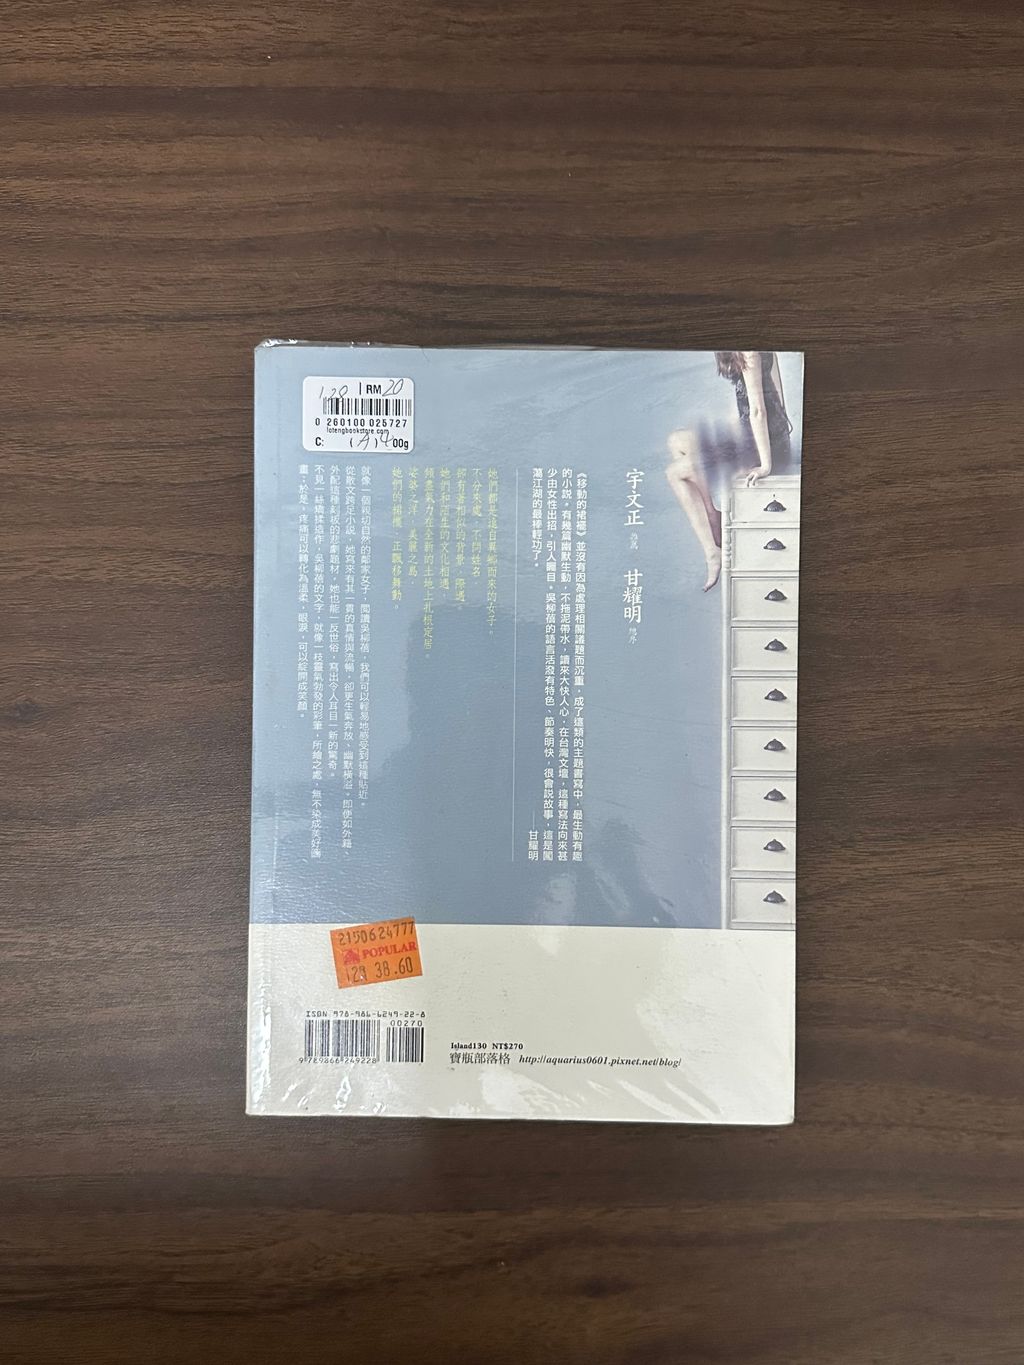 128 | RM 20
0 260100 025727
lotengbookstore.com
C: (A) 400g
宇文正 推薦
甘耀明 總序
《移動的裙襬》並沒有因為處理相關議題而沉重,成了這類的主題書寫中,最生動有趣
的小說。有幾篇幽默生動,不拖泥帶水,讀來大快人心,在台灣文壇,這種寫法向來甚
少由女性出招,引人矚目。吳柳蓓的語言活潑有特色、節奏明快,很會說故事,這是闖
蕩江湖的最棒輕功了。 ——甘耀明
她們都是遠自異鄉而來的女子。
不分來處,不問姓名,
卻有著相似的背景,際遇。
她們和陌生的文化相遇,
傾盡氣力在全新的土地上扎根定居。
娑婆之洋,美麗之島,
她們的裙襬,正飄移舞動。
就像一個親切自然的鄰家女子,閱讀吳柳蓓,我們可以輕易地感受到這種貼近。
從散文跨足小說,她寫來有其一貫的真情與流暢,卻更生氣奔放、幽默橫溢。即便如外籍、
外配這種刻板的悲劇題材,她也能一反世俗,寫出令人耳目一新的驚奇。
不見一絲矯揉造作,吳柳蓓的文字,就像一枝靈氣勃發的彩筆,所繪之處,無不染成美好圖
畫;於是,疼痛可以轉化為溫柔,眼淚,可以綻開成笑顏。
2150624777
POPULAR
129 38.60
ISBN 978-986-6249-22-8
00270
9 789866 249228
Island130 NT$270
寶瓶部落格 http://aquarius0601.pixnet.net/blog/